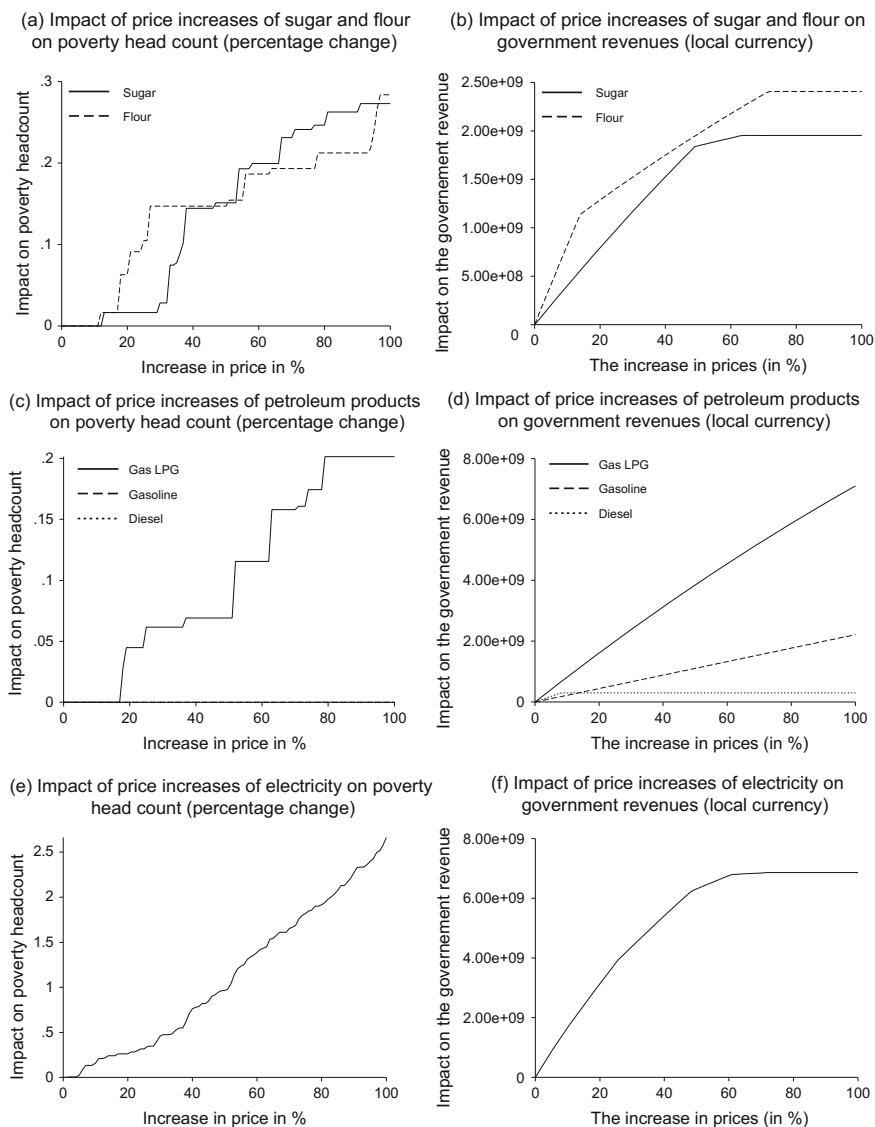 (a) Impact of price increases of sugar and flour
on poverty head count (percentage change)
Impact on poverty headcount
.3
.2
.1
0
Sugar
Flour
0 20 40 60 80 100
Increase in price in %
(b) Impact of price increases of sugar and flour on
government revenues (local currency)
Impact on the governement revenue
2.50e+09
2.00e+09
1.50e+09
1.00e+09
5.00e+08
0
Sugar
Flour
0 20 40 60 80 100
The increase in prices (in %)
(c) Impact of price increases of petroleum products
on poverty head count (percentage change)
Impact on poverty headcount
.2
.15
.1
.05
0
Gas LPG
Gasoline
Diesel
0 20 40 60 80 100
Increase in price in %
(d) Impact of price increases of petroleum products
on government revenues (local currency)
Impact on the governement revenue
8.00e+09
6.00e+09
4.00e+09
2.00e+09
0
Gas LPG
Gasoline
Diesel
0 20 40 60 80 100
The increase in prices (in %)
(e) Impact of price increases of electricity on poverty
head count (percentage change)
Impact on poverty headcount
2.5
2
1.5
1
.5
0
0 20 40 60 80 100
Increase in price in %
(f) Impact of price increases of electricity on
government revenues (local currency)
Impact on the governement revenue
8.00e+09
6.00e+09
4.00e+09
2.00e+09
0
0 20 40 60 80 100
The increase in prices (in %)